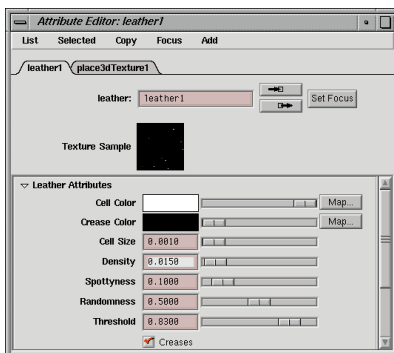 Attribute Editor: leather1
List Selected Copy Focus Add
leather1 place3dTexture1
leather: leather1 Set Focus
Texture Sample
Leather Attributes
Cell Color Map...
Crease Color Map...
Cell Size 0.0010
Density 0.0150
Spottyness 0.1000
Randomness 0.5000
Threshold 0.8300
Creases